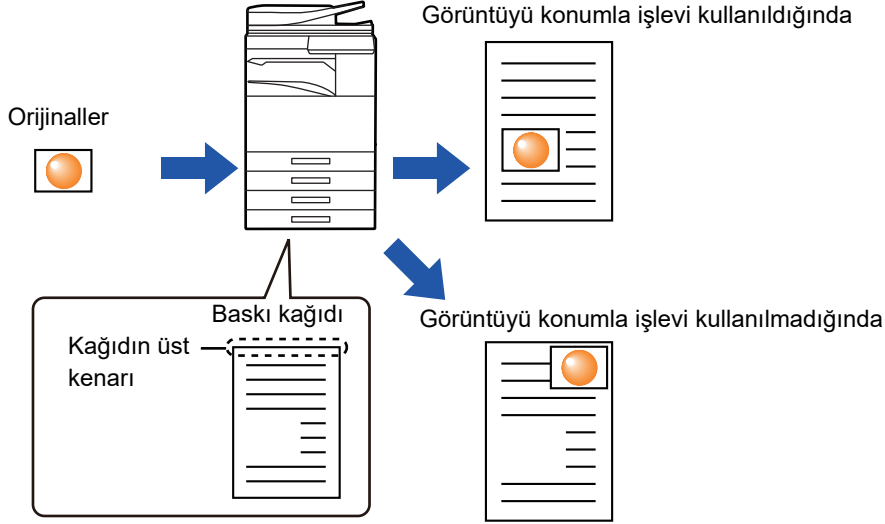 Görüntüyü konumla işlevi kullanıldığında
Orijinaller
Baskı kağıdı
Kağıdın üst
kenarı
Görüntüyü konumla işlevi kullanılmadığında